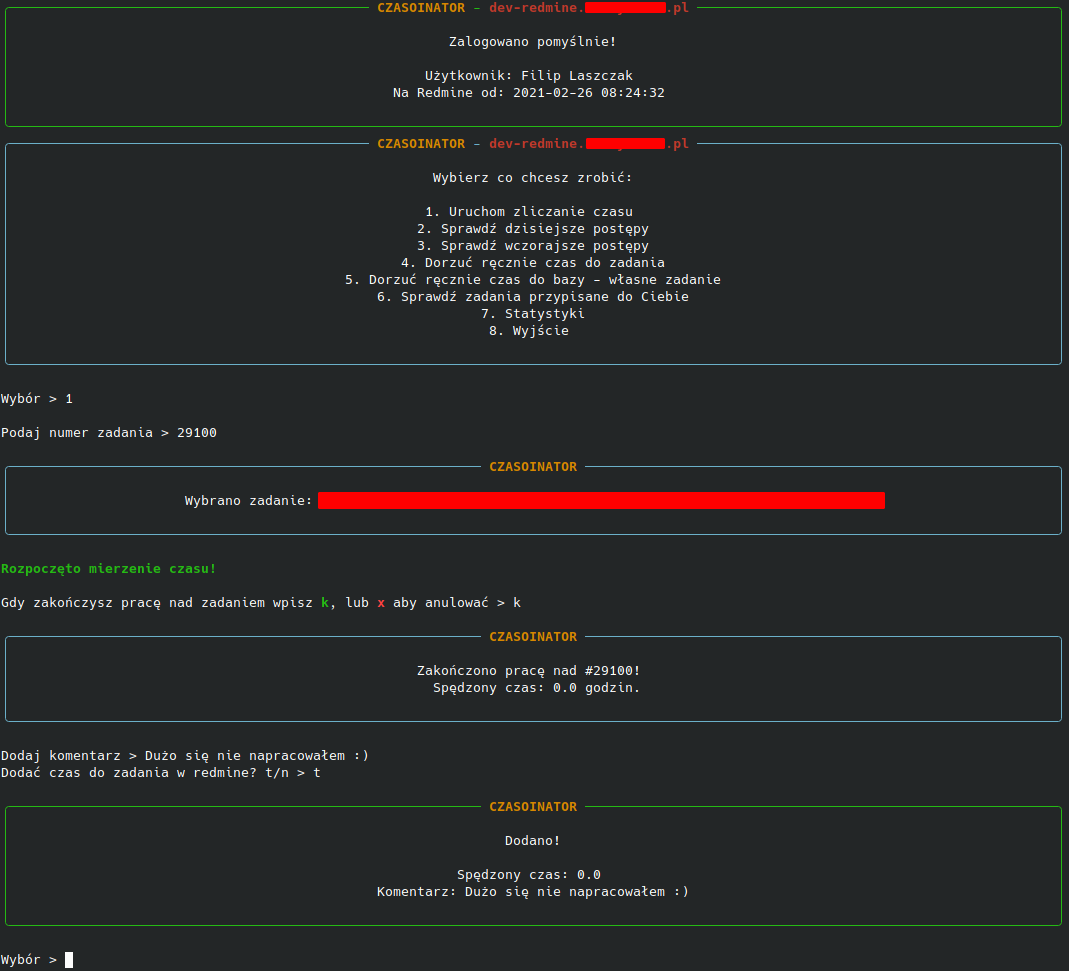 CZASOINATOR - dev-redmine. .pl
Zalogowano pomyślnie!
Użytkownik: Filip Laszczak
Na Redmine od: 2021-02-26 08:24:32
CZASOINATOR - dev-redmine. .pl
Wybierz co chcesz zrobić:
1. Uruchom zliczanie czasu
2. Sprawdź dzisiejsze postępy
3. Sprawdź wczorajsze postępy
4. Dorzuć ręcznie czas do zadania
5. Dorzuć ręcznie czas do bazy - własne zadanie
6. Sprawdź zadania przypisane do Ciebie
7. Statystyki
8. Wyjście
Wybór > 1
Podaj numer zadania > 29100
CZASOINATOR
Wybrano zadanie:
Rozpoczęto mierzenie czasu!
Gdy zakończysz pracę nad zadaniem wpisz k, lub x aby anulować > k
CZASOINATOR
Zakończono pracę nad #29100!
Spędzony czas: 0.0 godzin.
Dodaj komentarz > Dużo się nie napracowałem :)
Dodać czas do zadania w redmine? t/n > t
CZASOINATOR
Dodano!
Spędzony czas: 0.0
Komentarz: Dużo się nie napracowałem :)
Wybór >